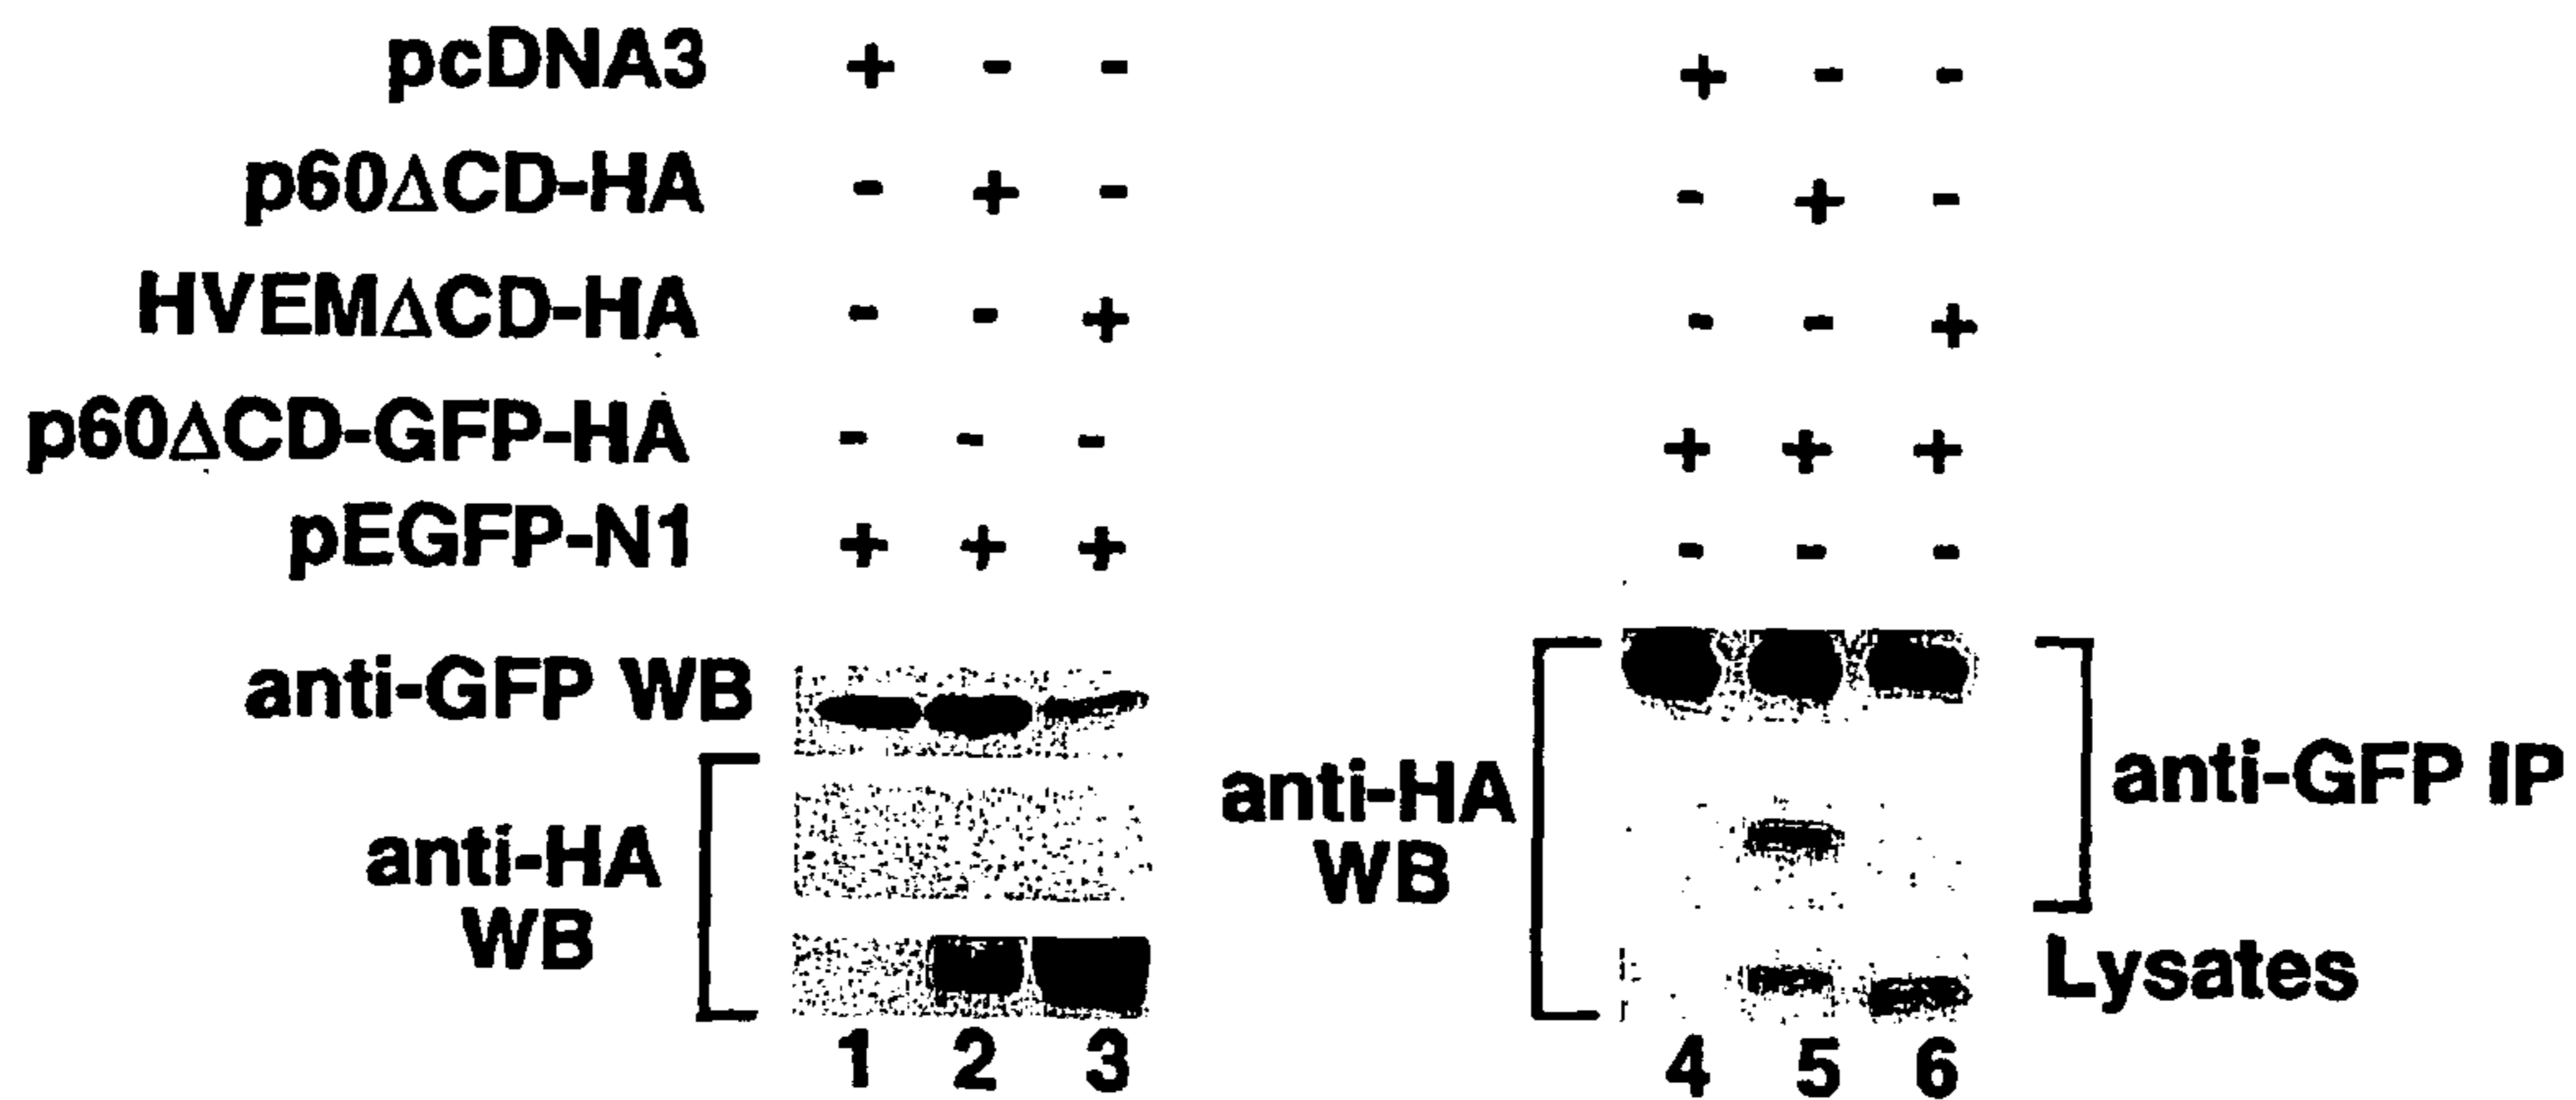 pcDNA3 + - - + - -
p60ΔCD-HA - + - - + -
HVEMΔCD-HA - - + - - +
p60ΔCD-GFP-HA - - - + + +
pEGFP-N1 + + + - - -
anti-GFP WB
anti-HA
WB
anti-HA
WB
anti-GFP IP
Lysates
1 2 3 4 5 6